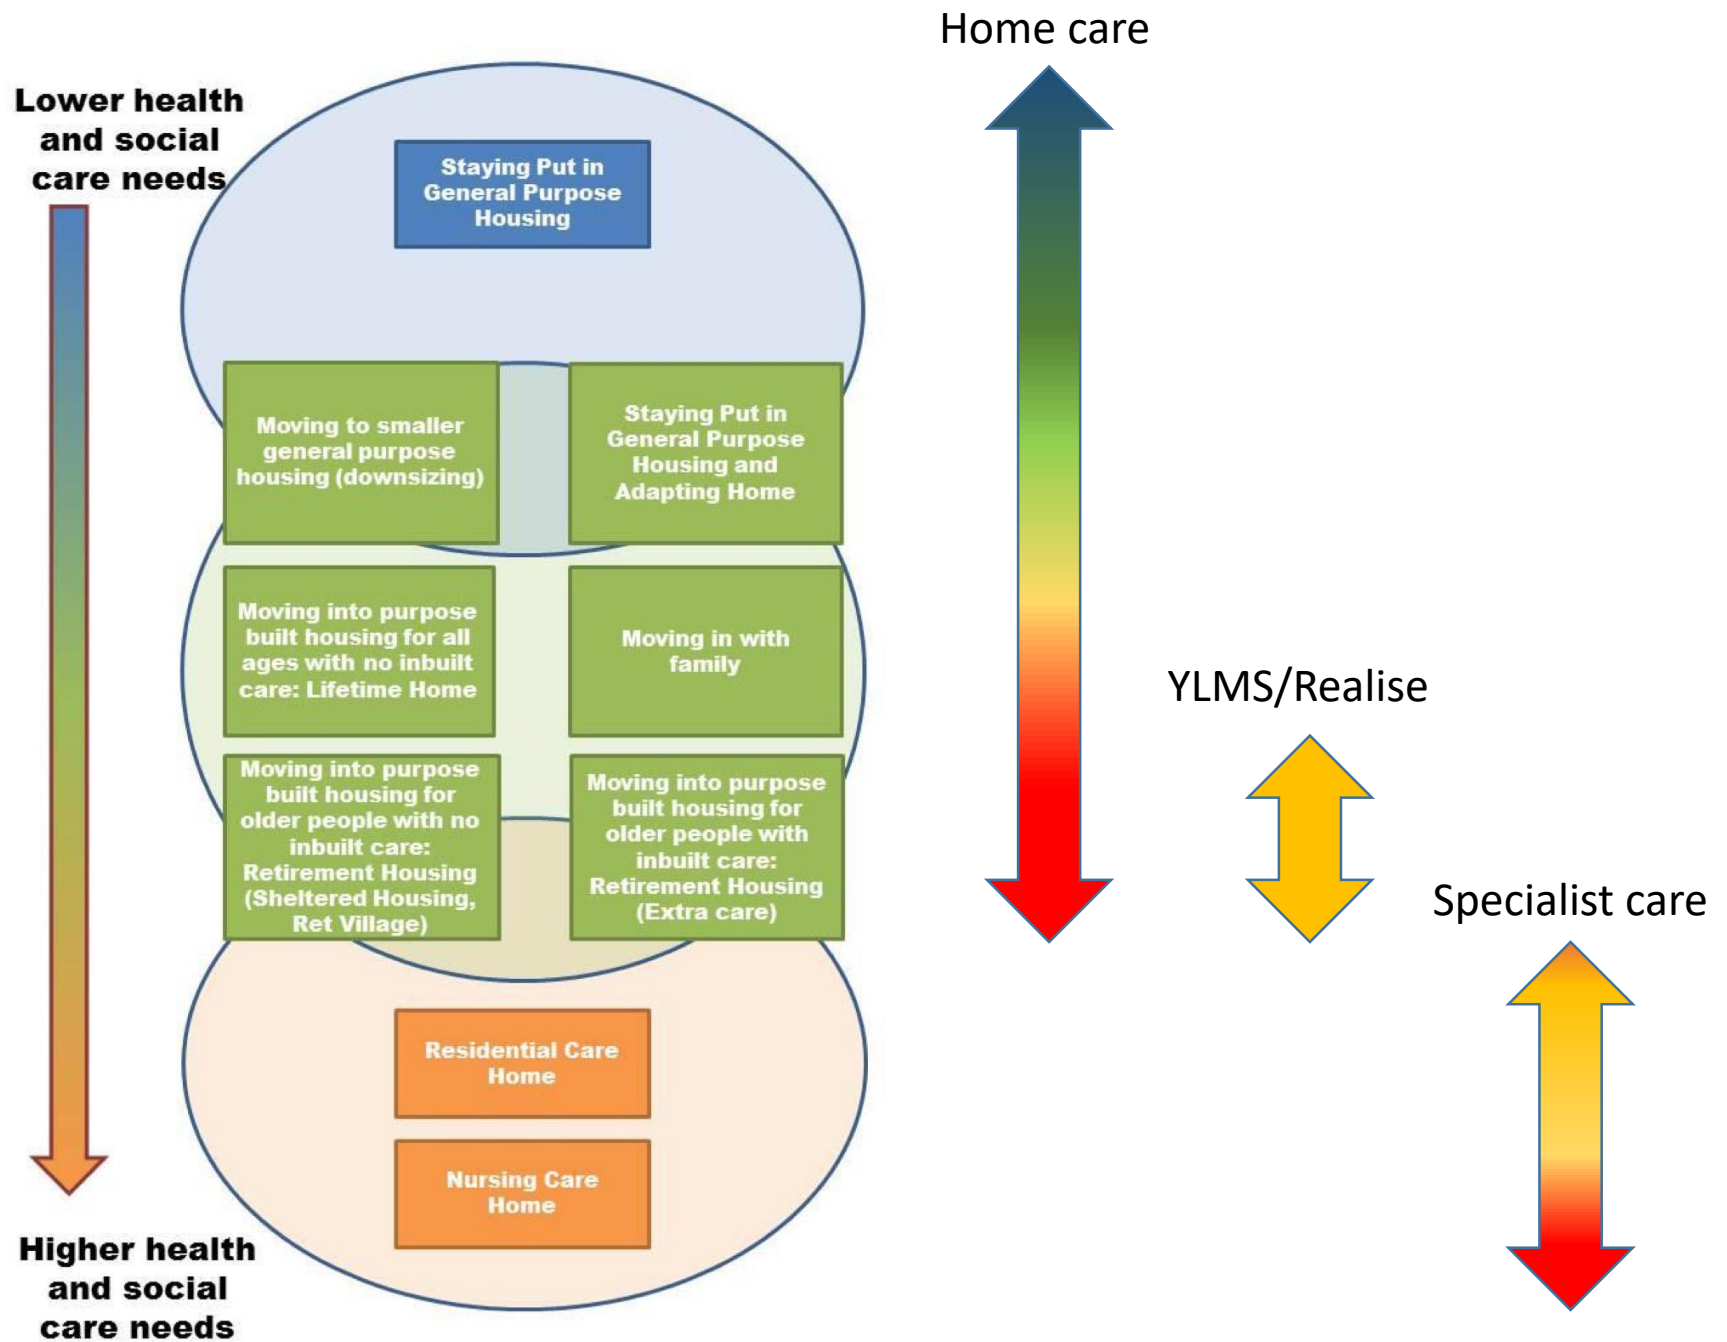 Home care
Lower health
and social
care needs
Staying Put in
General Purpose
Housing
Moving to smaller
general purpose
housing (downsizing)
Staying Put in
General Purpose
Housing and
Adapting Home
Moving into purpose
built housing for all
ages with no inbuilt
care: Lifetime Home
Moving in with
family
YLMS/Realise
Moving into purpose
built housing for
older people with no
inbuilt care:
Retirement Housing
(Sheltered Housing,
Ret Village)
Moving into purpose
built housing for
older people with
inbuilt care:
Retirement Housing
(Extra care)
Specialist care
Residential Care
Home
Nursing Care
Home
Higher health
and social
care needs